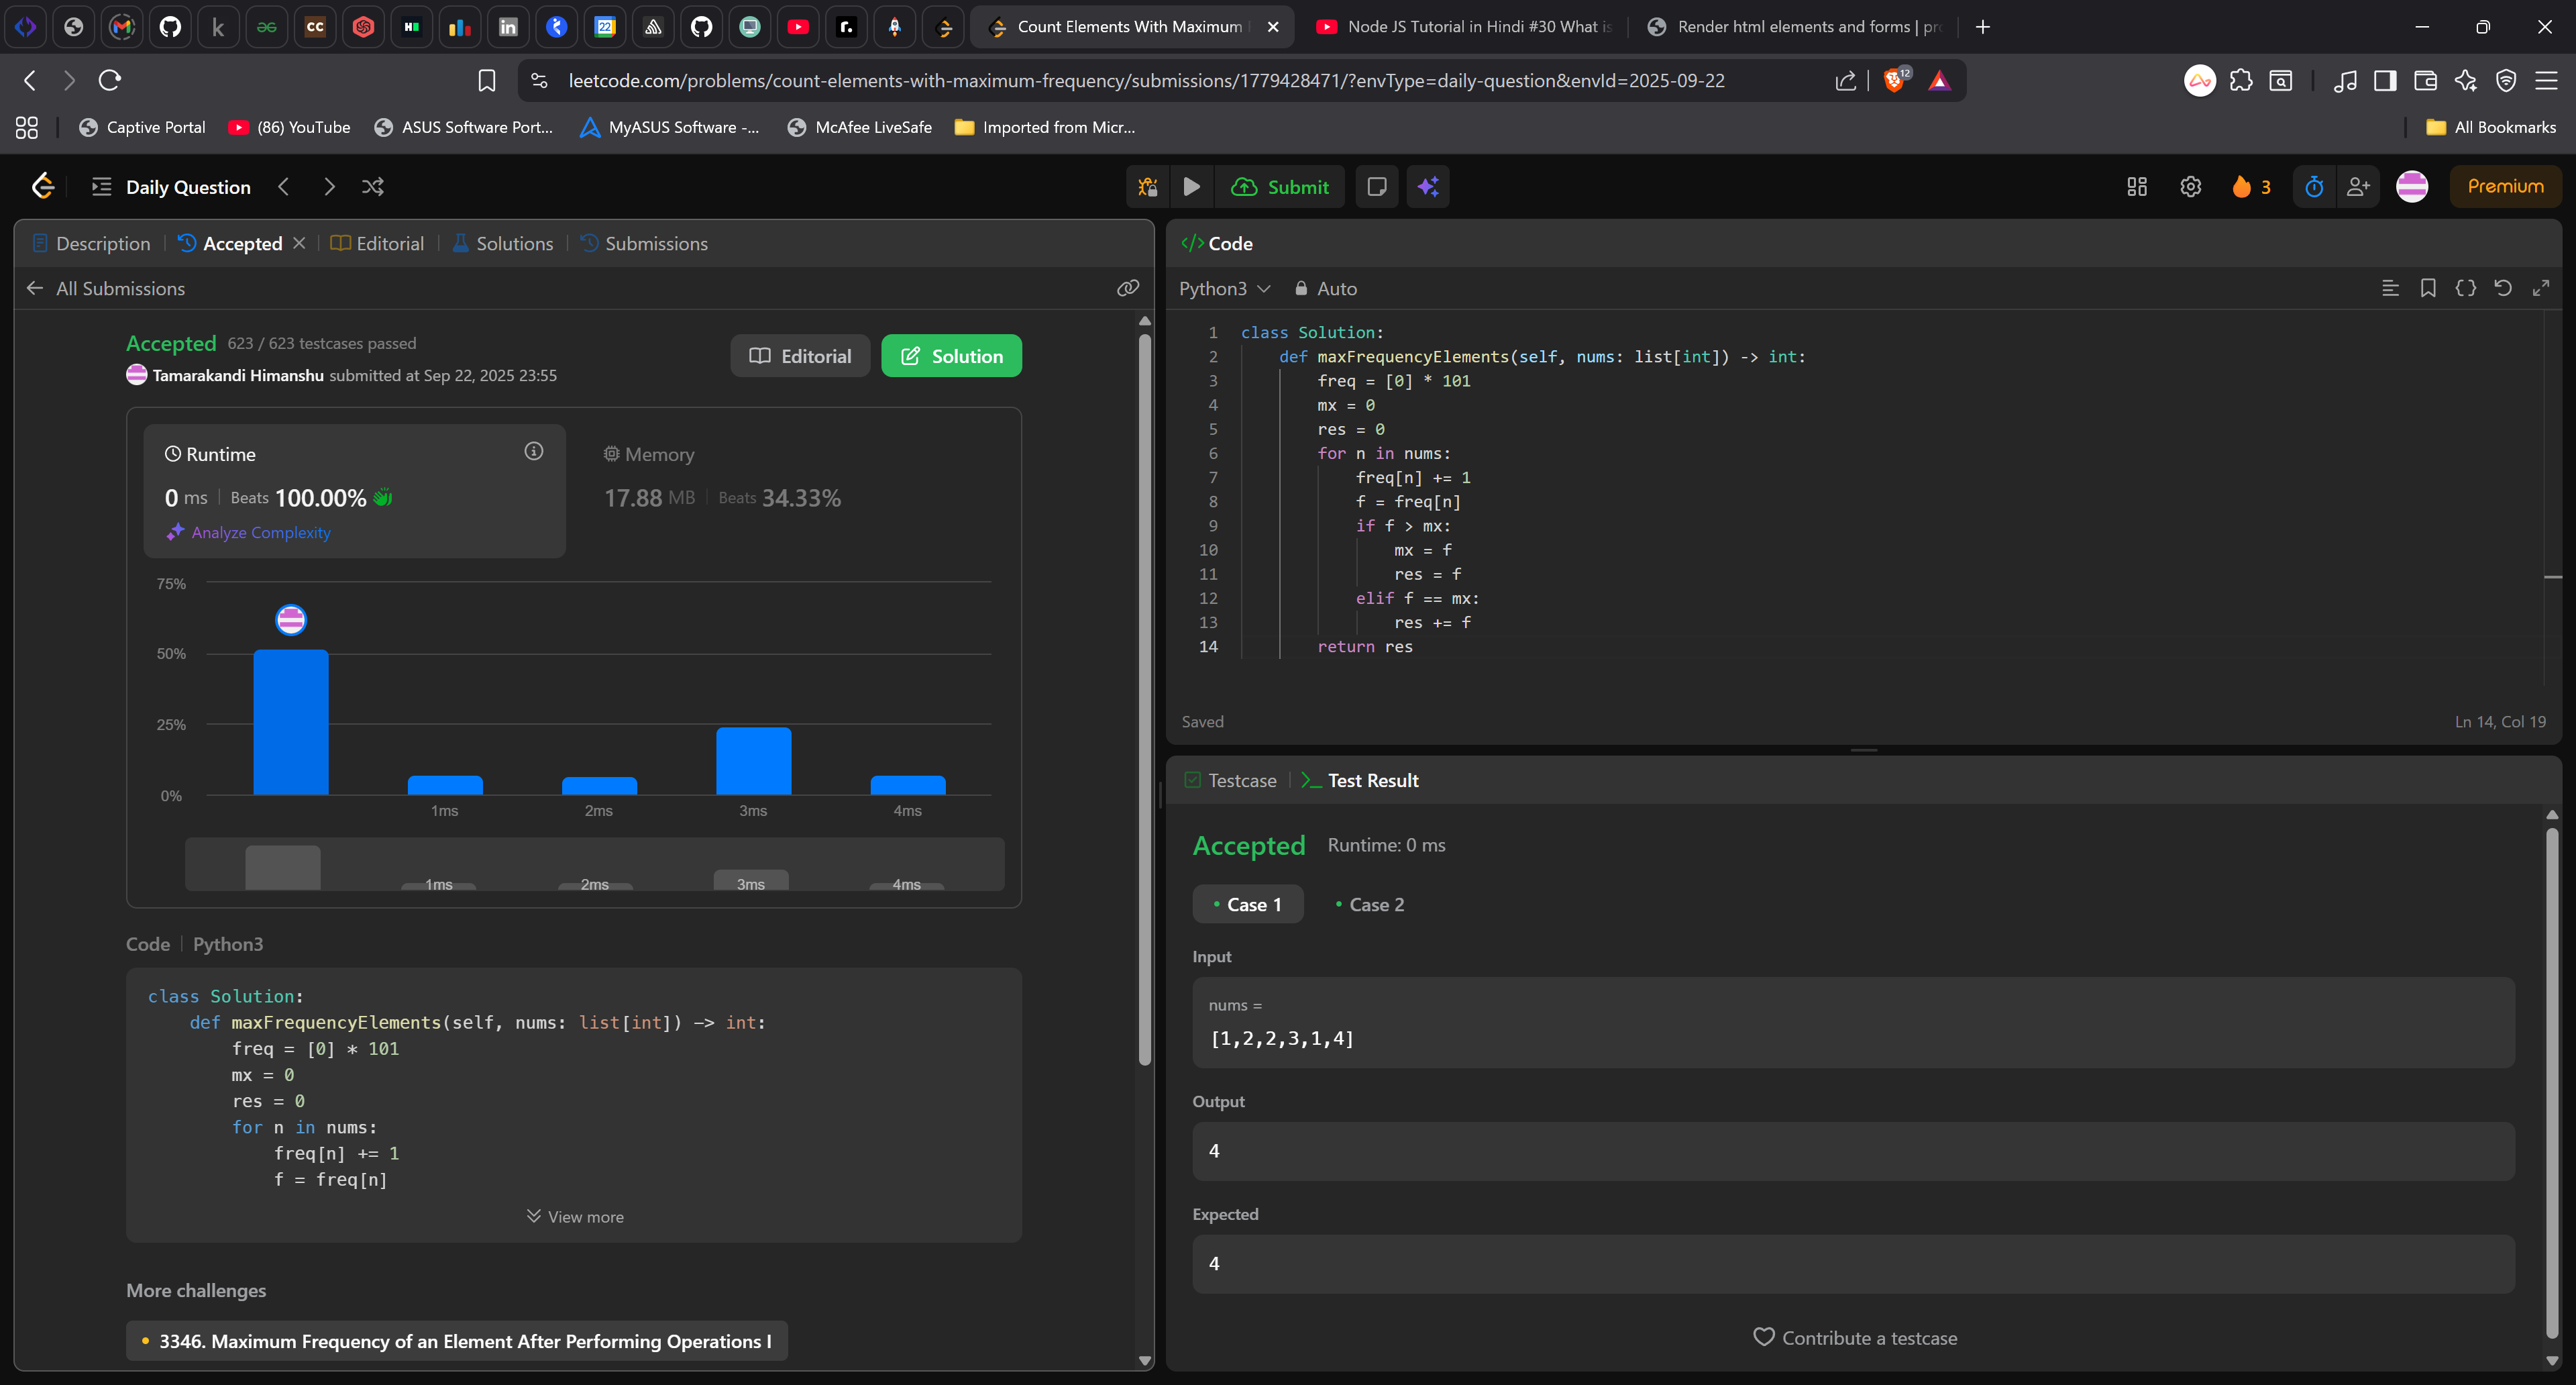 Count Elements With Maximum
Node JS Tutorial in Hindi #30 What is
Render html elements and forms | pr
leetcode.com/problems/count-elements-with-maximum-frequency/submissions/1779428471/?envType=daily-question&envId=2025-09-22
12
Captive Portal
(86) YouTube
ASUS Software Port...
MyASUS Software -...
McAfee LiveSafe
Imported from Micr...
All Bookmarks
Daily Question
Submit
3
Premium
Description
Accepted
Editorial
Solutions
Submissions
All Submissions
Accepted 623 / 623 testcases passed
Tamarakandi Himanshu submitted at Sep 22, 2025 23:55
Editorial
Solution
Runtime
0 ms | Beats 100.00%
Analyze Complexity
Memory
17.88 MB | Beats 34.33%
75%
50%
25%
0%
1ms
2ms
3ms
4ms
1ms
2ms
3ms
4ms
Code | Python3
class Solution:
    def maxFrequencyElements(self, nums: list[int]) -> int:
        freq = [0] * 101
        mx = 0
        res = 0
        for n in nums:
            freq[n] += 1
            f = freq[n]
View more
More challenges
3346. Maximum Frequency of an Element After Performing Operations I
</> Code
Python3
Auto
1 class Solution:
2     def maxFrequencyElements(self, nums: list[int]) -> int:
3         freq = [0] * 101
4         mx = 0
5         res = 0
6         for n in nums:
7             freq[n] += 1
8             f = freq[n]
9             if f > mx:
10                 mx = f
11                 res = f
12             elif f == mx:
13                 res += f
14         return res
Saved
Ln 14, Col 19
Testcase
Test Result
Accepted Runtime: 0 ms
Case 1
Case 2
Input
nums =
[1,2,2,3,1,4]
Output
4
Expected
4
Contribute a testcase